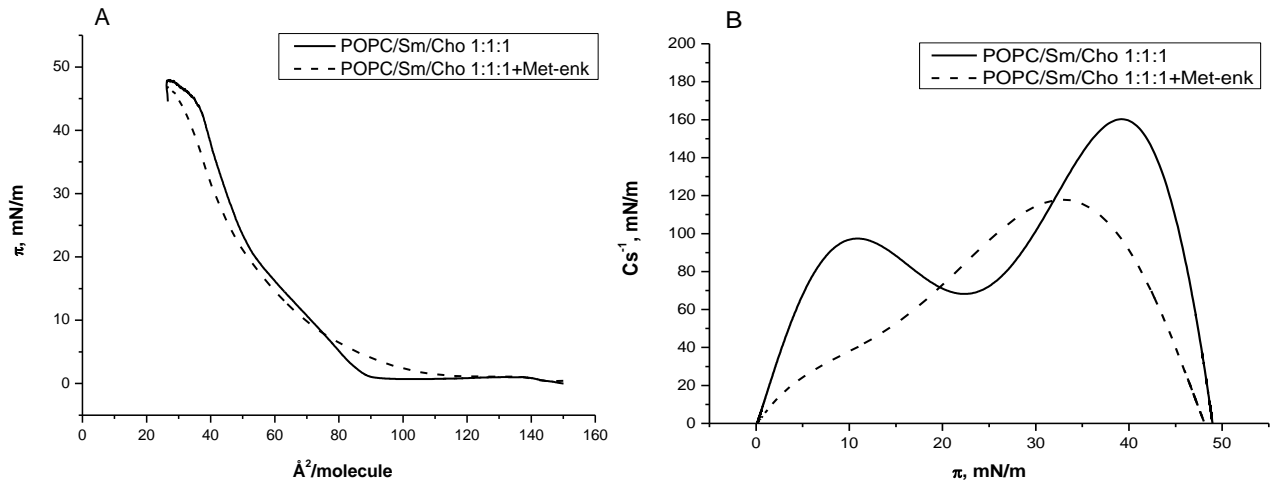 A
POPC/Sm/Cho 1:1:1
POPC/Sm/Cho 1:1:1+Met-enk
50
40
30
20
10
0
π, mN/m
0 20 40 60 80 100 120 140 160
Å²/molecule
B
POPC/Sm/Cho 1:1:1
POPC/Sm/Cho 1:1:1+Met-enk
200
180
160
140
120
100
80
60
40
20
0
Cs⁻¹, mN/m
0 10 20 30 40 50
π, mN/m